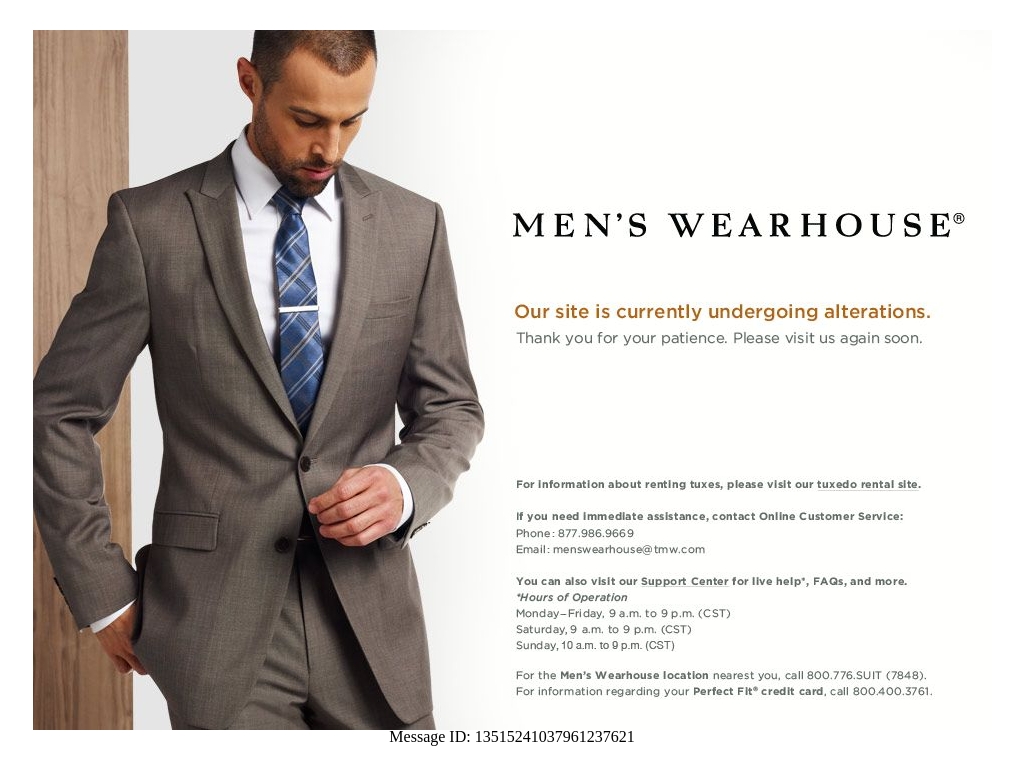 MEN'S WEARHOUSE®
Our site is currently undergoing alterations.
Thank you for your patience. Please visit us again soon.
For information about renting tuxes, please visit our tuxedo rental site.
If you need immediate assistance, contact Online Customer Service:
Phone: 877.986.9669
Email: menswearhouse@tmw.com
You can also visit our Support Center for live help*, FAQs, and more.
*Hours of Operation
Monday–Friday, 9 a.m. to 9 p.m. (CST)
Saturday, 9 a.m. to 9 p.m. (CST)
Sunday, 10 a.m. to 9 p.m. (CST)
For the Men's Wearhouse location nearest you, call 800.776.SUIT (7848).
For information regarding your Perfect Fit® credit card, call 800.400.3761.
Message ID: 13515241037961237621